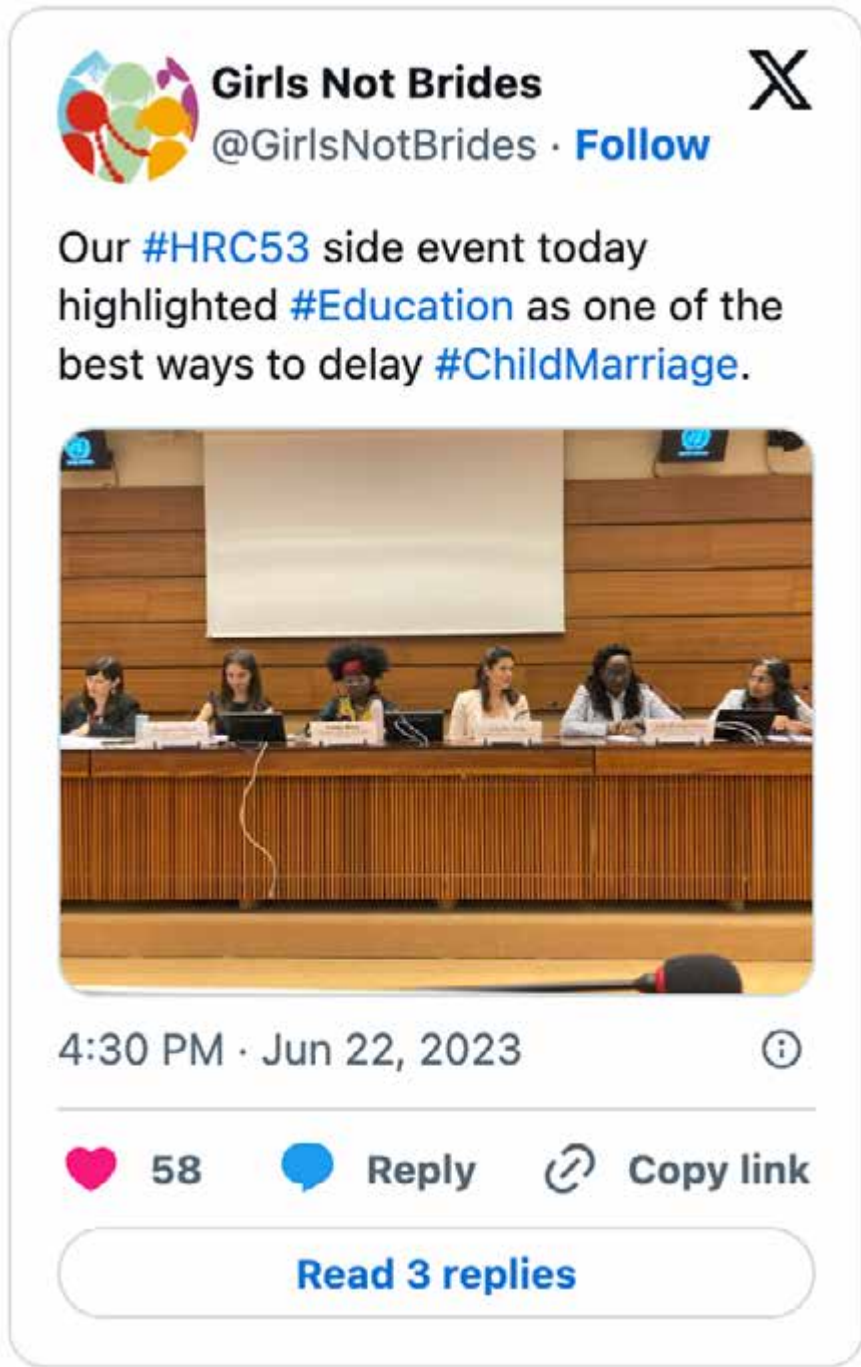 Girls Not Brides
@GirlsNotBrides · Follow
Our #HRC53 side event today
highlighted #Education as one of the
best ways to delay #ChildMarriage.
4:30 PM · Jun 22, 2023
58 Reply Copy link
Read 3 replies